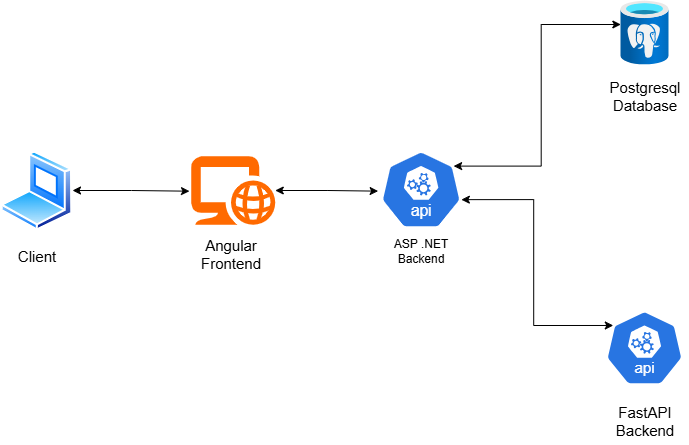 Postgresql
Database
Client
Angular
Frontend
api
ASP .NET
Backend
api
FastAPI
Backend